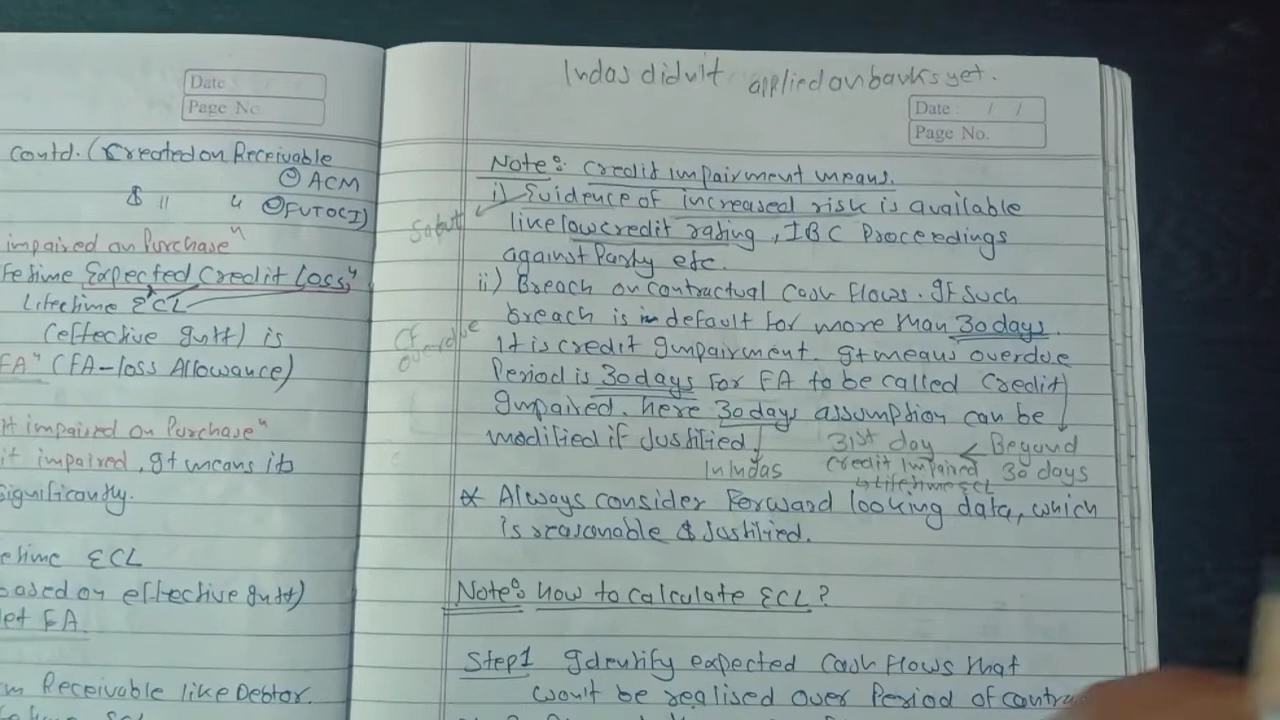 Date
Page No
Contd. (Created on Receivable
① ACM
$ 〃 〃 ② FVTOCI)
impaired on Purchase"
Fetime Expected Credit Loss"
Lifetime ECL
(effective Intt) is
FA" (FA-loss Allowance)
it impaired on Purchase"
it impaired, It means its
significantly.
etime ECL
based on effective Intt)
Net FA.
m Receivable like Debtor.
Indas didn't applied on banks yet.
Date / /
Page No.
Note: Credit impairment means.
i) Evidence of increased risk is available
Sabut
like low credit rating, IBC Proceedings
against Party etc.
ii) Breach on contractual Cash flows. If such
breach is in default for more than 30 days.
CF overdue
It is credit Impairment. It means overdue
Period is 30 days for FA to be called Credit
Impaired. here 30 days assumption can be
modified if Justified.
In Indas
31st day < Beyond
Credit Impaired 30 days
↳ Lifetime ECL
* Always consider Forward looking data, which
is reasonable & Justified.
Note: How to calculate ECL?
Step1 Identify expected Cash flows that
won't be realised over Period of contra